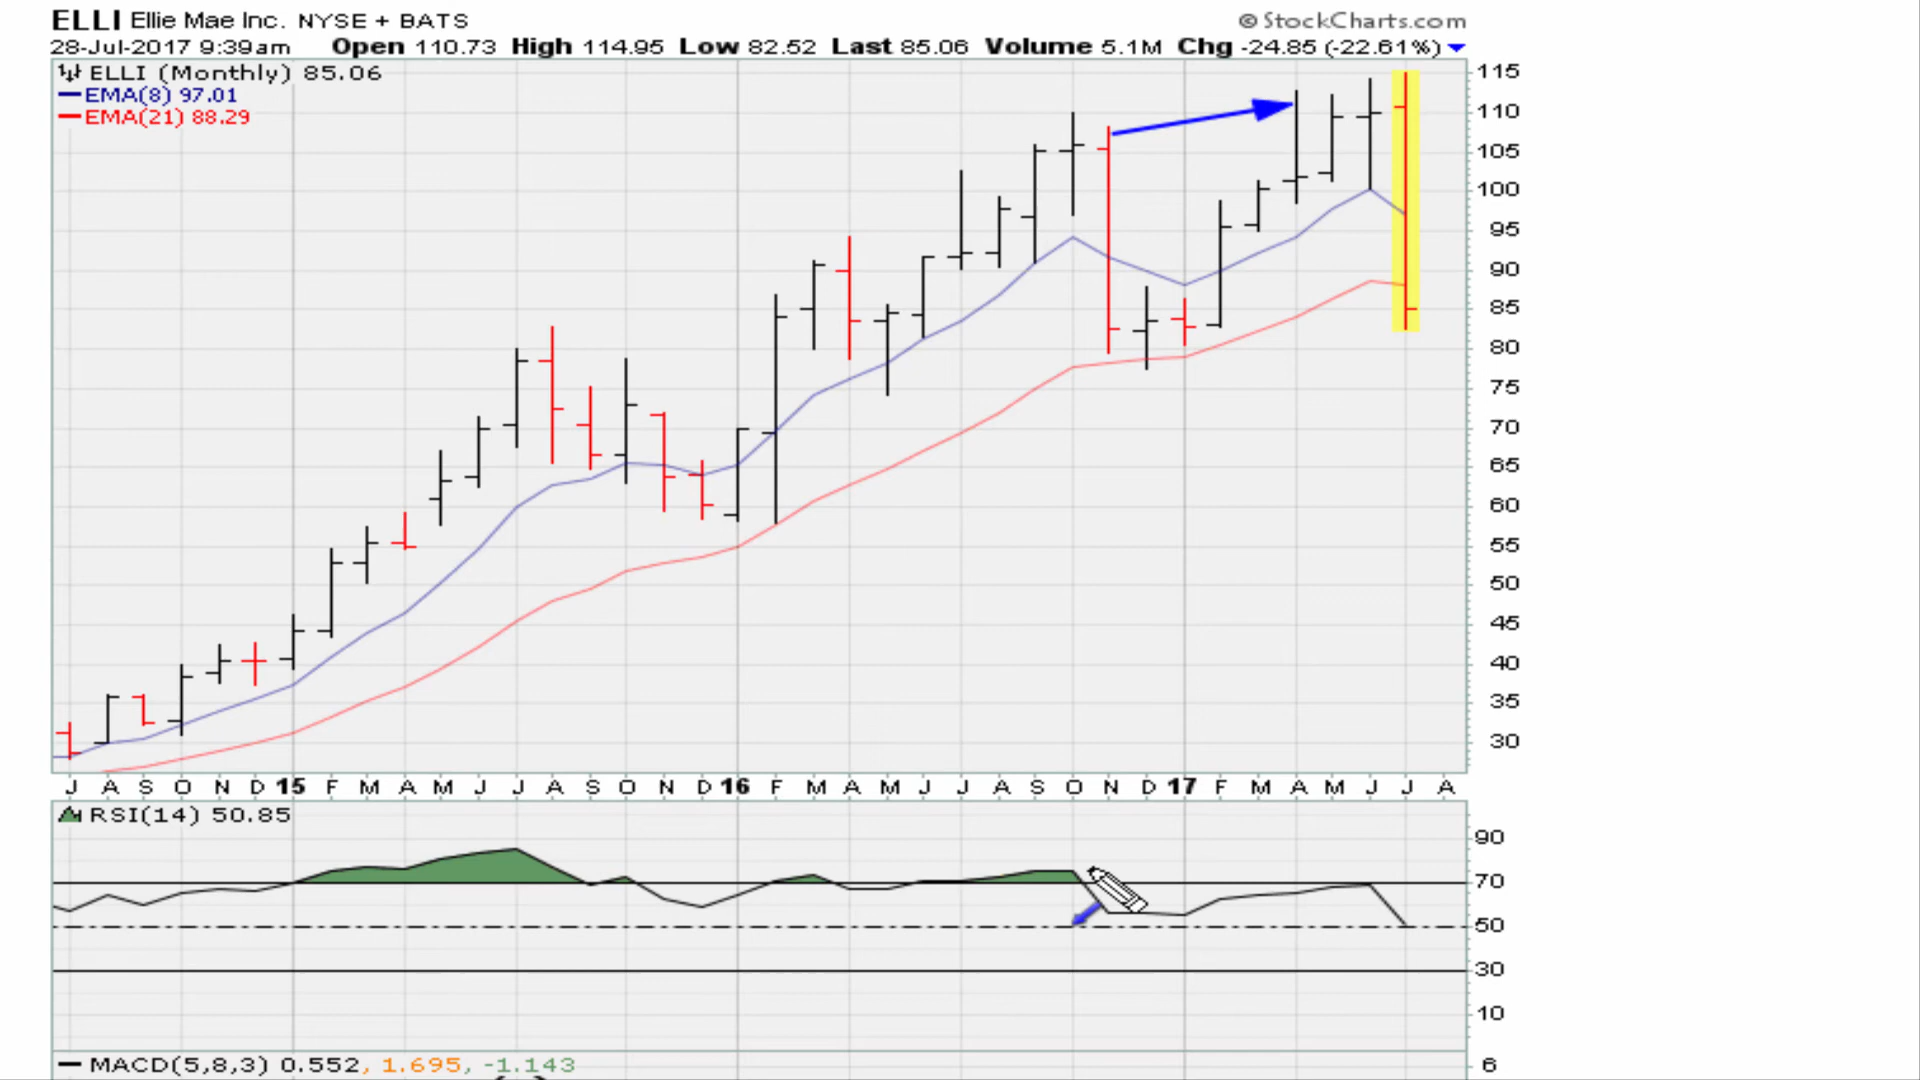 ELLI Ellie Mae Inc. NYSE + BATS
© StockCharts.com
28-Jul-2017 9:39am Open 110.73 High 114.95 Low 82.52 Last 85.06 Volume 5.1M Chg -24.85 (-22.61%)
ELLI (Monthly) 85.06
EMA(8) 97.01
EMA(21) 88.29
115
110
105
100
95
90
85
80
75
70
65
60
55
50
45
40
35
30
J A S O N D 15 F M A M J J A S O N D 16 F M A M J J A S O N D 17 F M A M J J A
RSI(14) 50.85
90
70
50
30
10
MACD(5,8,3) 0.552, 1.695, -1.143
6